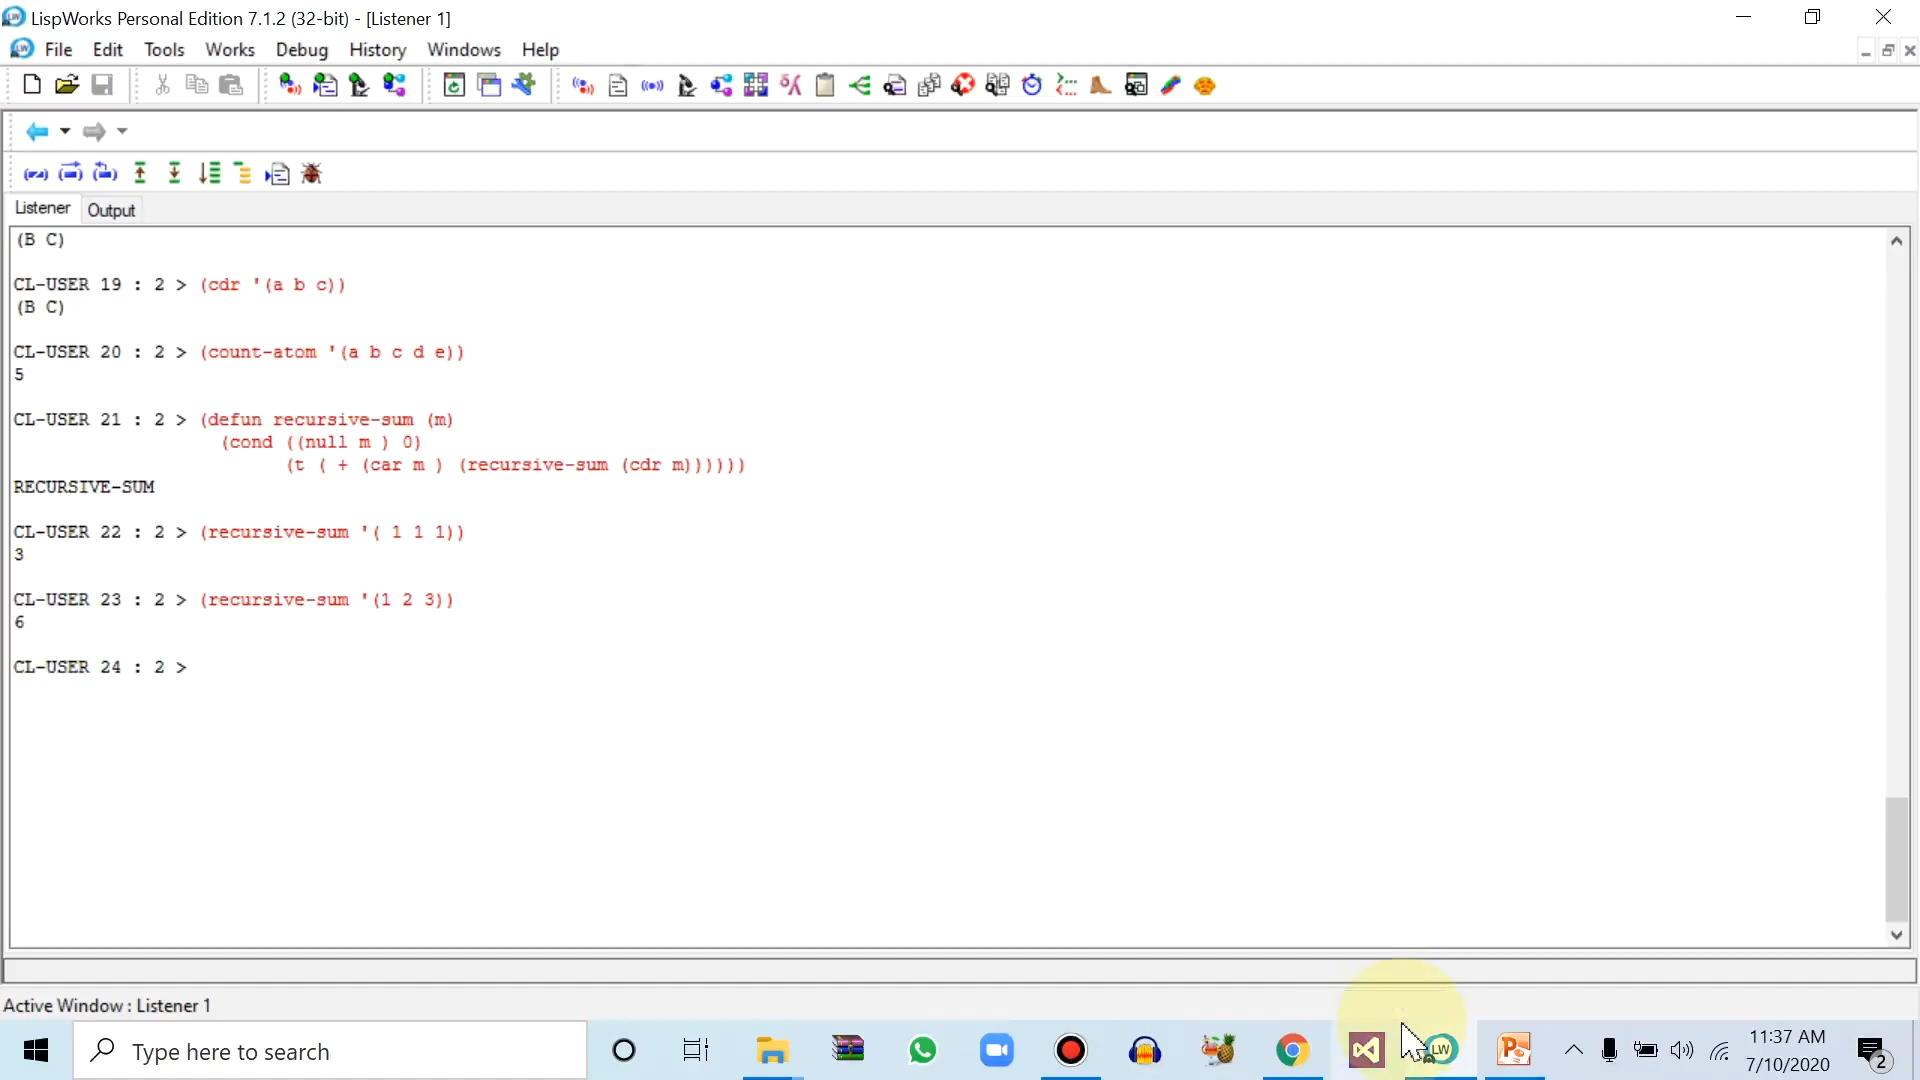 LispWorks Personal Edition 7.1.2 (32-bit) - [Listener 1]
File Edit Tools Works Debug History Windows Help
Listener Output
(B C)
CL-USER 19 : 2 > (cdr '(a b c))
(B C)
CL-USER 20 : 2 > (count-atom '(a b c d e))
5
CL-USER 21 : 2 > (defun recursive-sum (m)
(cond ((null m ) 0)
(t ( + (car m ) (recursive-sum (cdr m))))))
RECURSIVE-SUM
CL-USER 22 : 2 > (recursive-sum '( 1 1 1))
3
CL-USER 23 : 2 > (recursive-sum '(1 2 3))
6
CL-USER 24 : 2 >
Active Window : Listener 1
Type here to search
LW
11:37 AM
7/10/2020
2